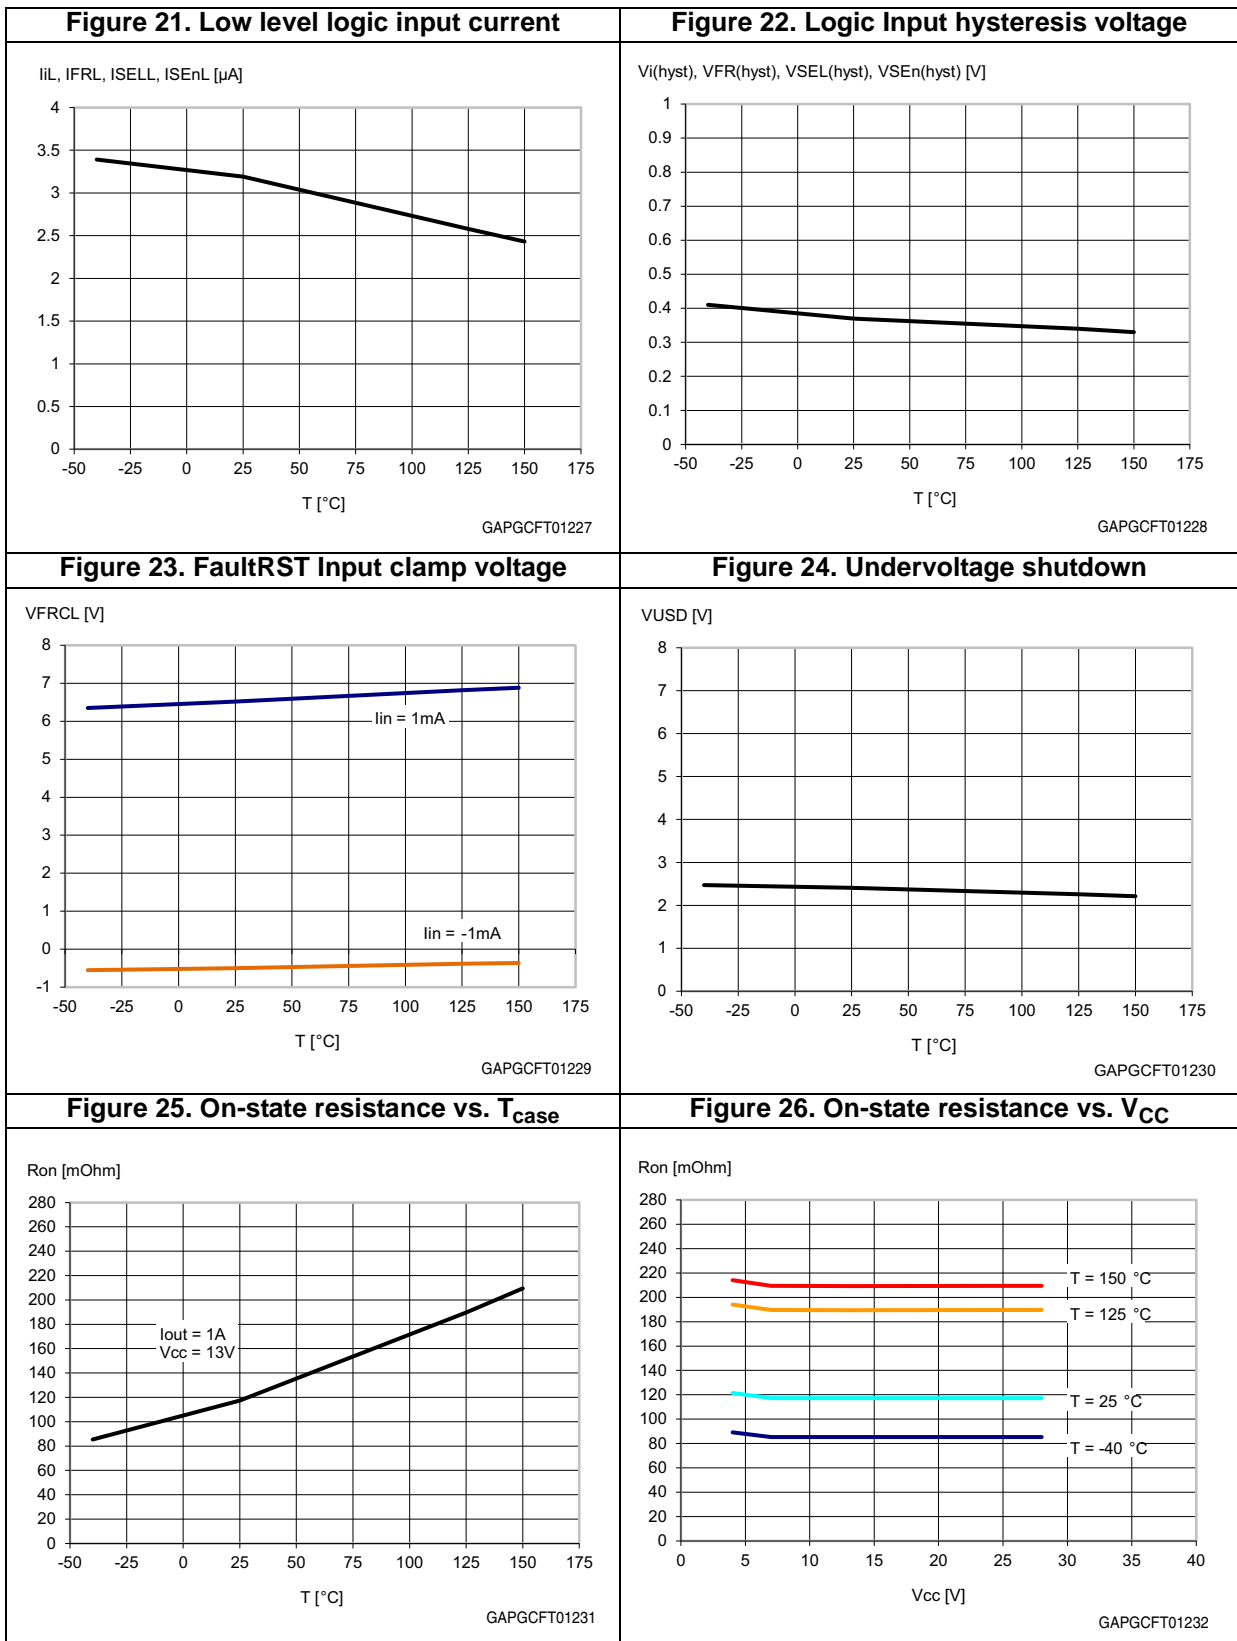 Figure 21. Low level logic input current
IiL, IFRL, ISELL, ISEnL [µA]
4
3.5
3
2.5
2
1.5
1
0.5
0
-50 -25 0 25 50 75 100 125 150 175
T [°C]
GAPGCFT01227
Figure 22. Logic Input hysteresis voltage
Vi(hyst), VFR(hyst), VSEL(hyst), VSEn(hyst) [V]
1
0.9
0.8
0.7
0.6
0.5
0.4
0.3
0.2
0.1
0
-50 -25 0 25 50 75 100 125 150 175
T [°C]
GAPGCFT01228
Figure 23. FaultRST Input clamp voltage
VFRCL [V]
8
7
6
5
4
3
2
1
0
-1
Iin = 1mA
Iin = -1mA
-50 -25 0 25 50 75 100 125 150 175
T [°C]
GAPGCFT01229
Figure 24. Undervoltage shutdown
VUSD [V]
8
7
6
5
4
3
2
1
0
-50 -25 0 25 50 75 100 125 150 175
T [°C]
GAPGCFT01230
Figure 25. On-state resistance vs. Tcase
Ron [mOhm]
280
260
240
220
200
180
160
140
120
100
80
60
40
20
0
Iout = 1A
Vcc = 13V
-50 -25 0 25 50 75 100 125 150 175
T [°C]
GAPGCFT01231
Figure 26. On-state resistance vs. VCC
Ron [mOhm]
280
260
240
220
200
180
160
140
120
100
80
60
40
20
0
T = 150 °C
T = 125 °C
T = 25 °C
T = -40 °C
0 5 10 15 20 25 30 35 40
Vcc [V]
GAPGCFT01232